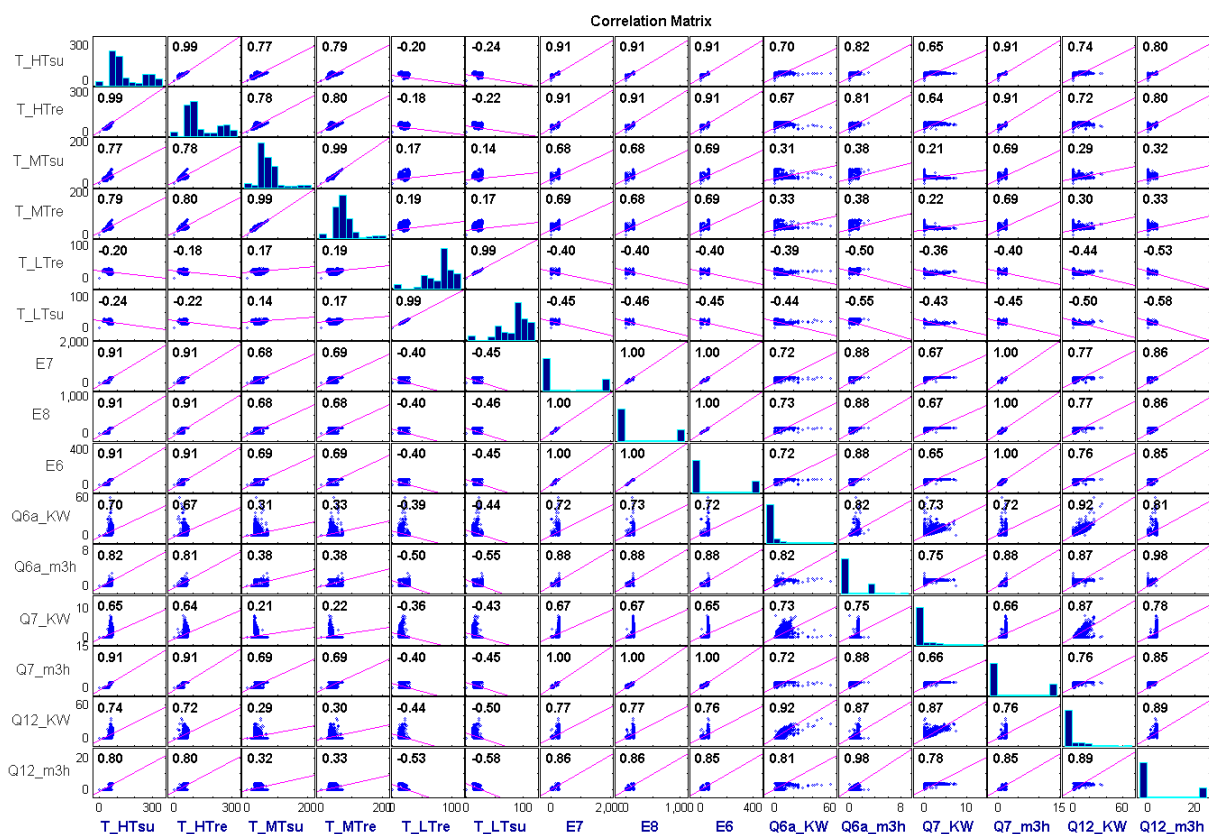 Correlation Matrix
300
0.99 0.77 0.79 -0.20 -0.24 0.91 0.91 0.91 0.70 0.82 0.65 0.91 0.74 0.80
T_HTsu
0
300
0.99 0.78 0.80 -0.18 -0.22 0.91 0.91 0.91 0.67 0.81 0.64 0.91 0.72 0.80
T_HTre
0
200
0.77 0.78 0.99 0.17 0.14 0.68 0.68 0.69 0.31 0.38 0.21 0.69 0.29 0.32
T_MTsu
0
200
0.79 0.80 0.99 0.19 0.17 0.69 0.68 0.69 0.33 0.38 0.22 0.69 0.30 0.33
T_MTre
0
100
-0.20 -0.18 0.17 0.19 0.99 -0.40 -0.40 -0.40 -0.39 -0.50 -0.36 -0.40 -0.44 -0.53
T_LTre
0
100
-0.24 -0.22 0.14 0.17 0.99 -0.45 -0.46 -0.45 -0.44 -0.55 -0.43 -0.45 -0.50 -0.58
T_LTsu
0
2,000
0.91 0.91 0.68 0.69 -0.40 -0.45 1.00 1.00 0.72 0.88 0.67 1.00 0.77 0.86
E7
0
1,000
0.91 0.91 0.68 0.68 -0.40 -0.46 1.00 1.00 0.73 0.88 0.67 1.00 0.77 0.86
E8
0
400
0.91 0.91 0.69 0.69 -0.40 -0.45 1.00 1.00 0.72 0.88 0.65 1.00 0.76 0.85
E6
0
60
0.70 0.67 0.31 0.33 -0.39 -0.44 0.72 0.73 0.72 0.82 0.73 0.72 0.92 0.81
Q6a_KW
0
8
0.82 0.81 0.38 0.38 -0.50 -0.55 0.88 0.88 0.88 0.82 0.75 0.88 0.87 0.98
Q6a_m3h
0
10
0.65 0.64 0.21 0.22 -0.36 -0.43 0.67 0.67 0.65 0.73 0.75 0.66 0.87 0.78
Q7_KW
0
15
0.91 0.91 0.69 0.69 -0.40 -0.45 1.00 1.00 1.00 0.72 0.88 0.66 0.76 0.85
Q7_m3h
0
60
0.74 0.72 0.29 0.30 -0.44 -0.50 0.77 0.77 0.76 0.92 0.87 0.87 0.76 0.89
Q12_KW
0
20
0.80 0.80 0.32 0.33 -0.53 -0.58 0.86 0.86 0.85 0.81 0.98 0.78 0.85 0.89
Q12_m3h
0
0 300 0 300 0 200 0 200 0 100 0 100 0 2,000 0 1,000 0 400 0 60 0 8 0 10 0 15 0 60 0 20
T_HTsu T_HTre T_MTsu T_MTre T_LTre T_LTsu E7 E8 E6 Q6a_KW Q6a_m3h Q7_KW Q7_m3h Q12_KW Q12_m3h